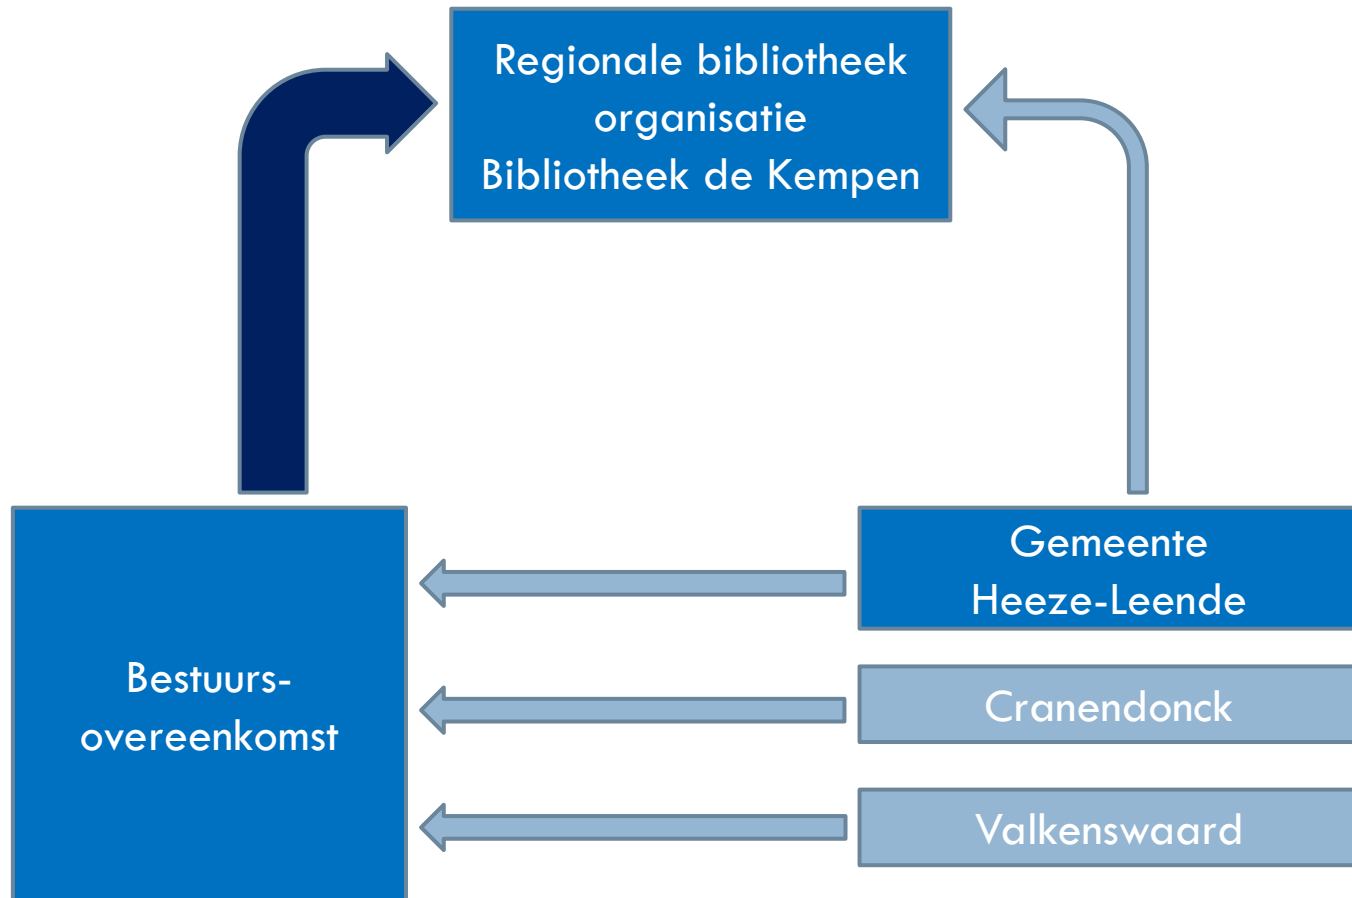 Regionale bibliotheek
organisatie
Bibliotheek de Kempen
Gemeente
Heeze-Leende
Bestuurs-
overeenkomst
Cranendonck
Valkenswaard